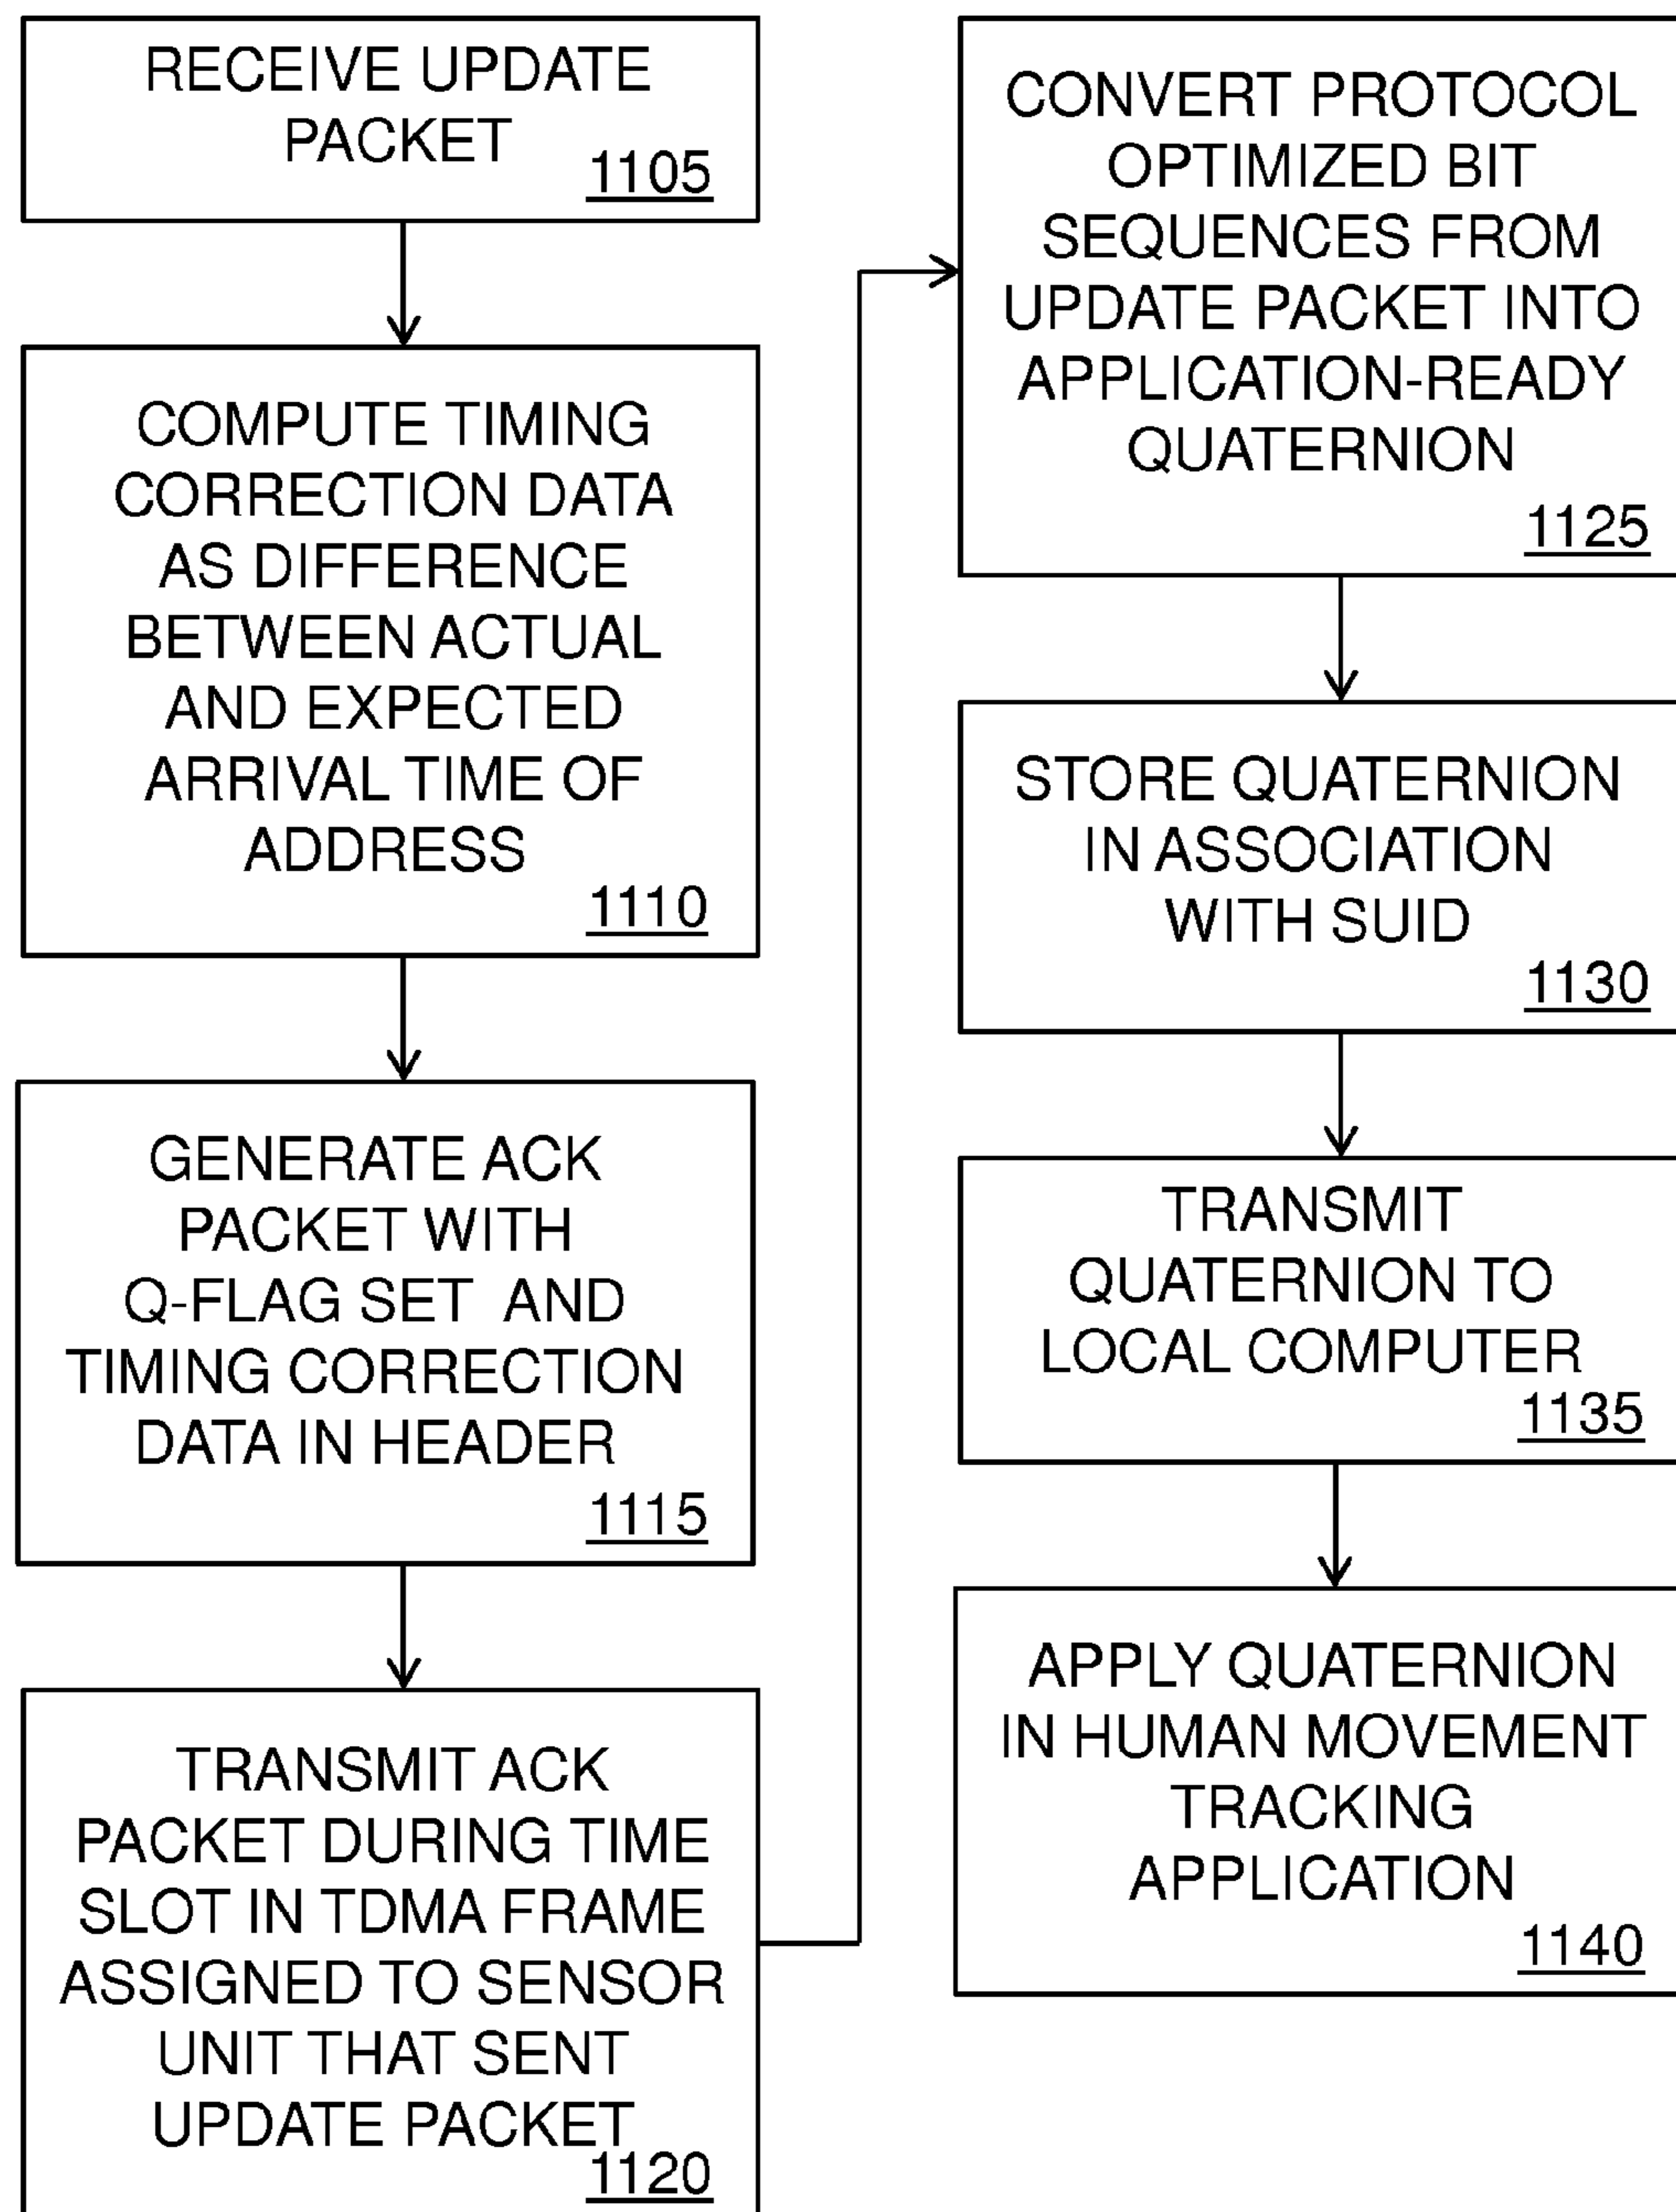 RECEIVE UPDATE
PACKET
1105
COMPUTE TIMING
CORRECTION DATA
AS DIFFERENCE
BETWEEN ACTUAL
AND EXPECTED
ARRIVAL TIME OF
ADDRESS
1110
GENERATE ACK
PACKET WITH
Q-FLAG SET AND
TIMING CORRECTION
DATA IN HEADER
1115
TRANSMIT ACK
PACKET DURING TIME
SLOT IN TDMA FRAME
ASSIGNED TO SENSOR
UNIT THAT SENT
UPDATE PACKET
1120
CONVERT PROTOCOL
OPTIMIZED BIT
SEQUENCES FROM
UPDATE PACKET INTO
APPLICATION-READY
QUATERNION
1125
STORE QUATERNION
IN ASSOCIATION
WITH SUID
1130
TRANSMIT
QUATERNION TO
LOCAL COMPUTER
1135
APPLY QUATERNION
IN HUMAN MOVEMENT
TRACKING
APPLICATION
1140